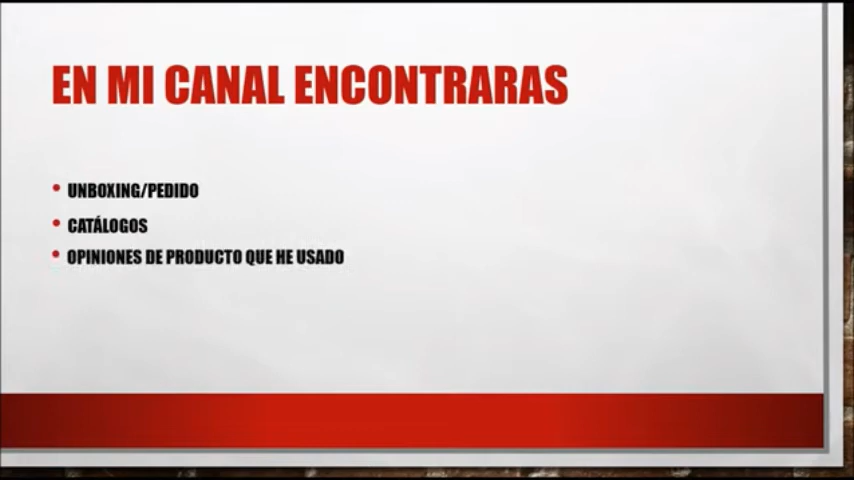 EN MI CANAL ENCONTRARAS
• UNBOXING/PEDIDO
• CATÁLOGOS
• OPINIONES DE PRODUCTO QUE HE USADO